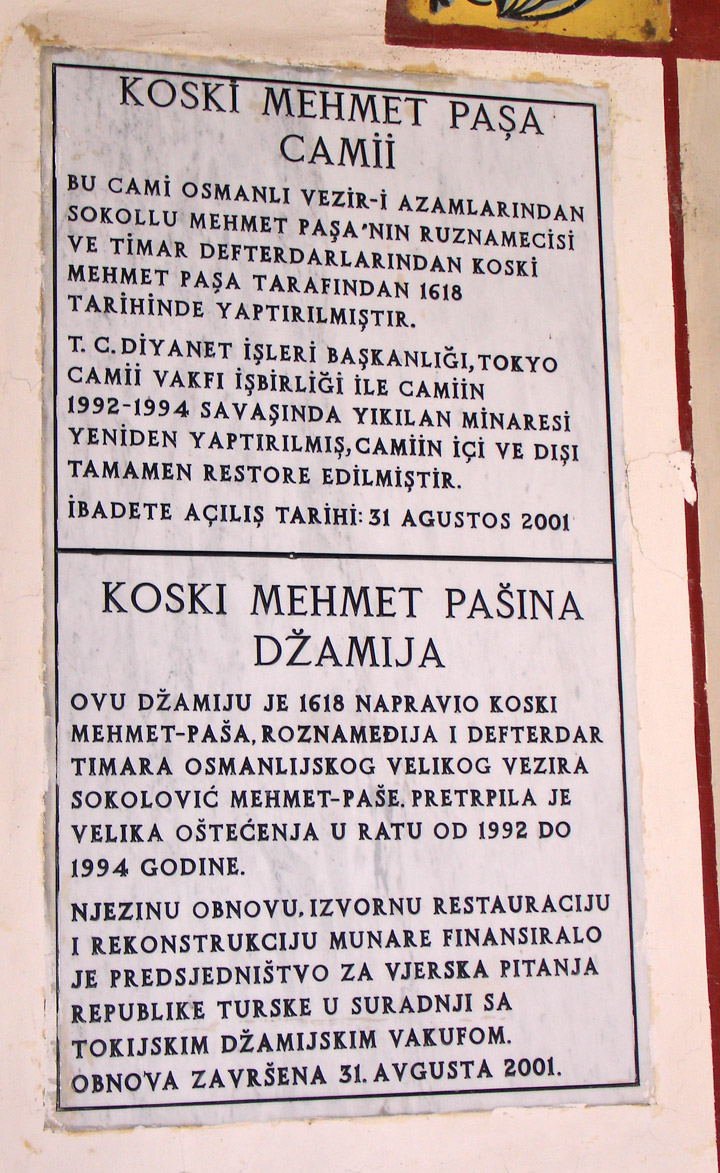 KOSKİ MEHMET PAŞA
CAMİİ
BU CAMİ OSMANLI VEZİR-İ AZAMLARINDAN
SOKOLLU MEHMET PAŞA'NIN RUZNAMECİSİ
VE TİMAR DEFTERDARLARINDAN KOSKİ
MEHMET PAŞA TARAFINDAN 1618
TARİHİNDE YAPTIRILMIŞTIR.
T. C. DİYANET İŞLERİ BAŞKANLIĞI, TOKYO
CAMİİ VAKFI İŞBİRLİĞİ İLE CAMİİN
1992-1994 SAVAŞINDA YIKILAN MİNARESİ
YENİDEN YAPTIRILMIŞ, CAMİİN İÇİ VE DIŞI
TAMAMEN RESTORE EDİLMİŞTİR.
İBADETE AÇILIŞ TARİHİ: 31 AGUSTOS 2001
KOSKI MEHMET PAŠINA
DŽAMIJA
OVU DŽAMIJU JE 1618 NAPRAVIO KOSKI
MEHMET-PAŠA, ROZNAMEĐIJA I DEFTERDAR
TIMARA OSMANLIJSKOG VELIKOG VEZIRA
SOKOLOVIĆ MEHMET-PAŠE. PRETRPILA JE
VELIKA OŠTEĆENJA U RATU OD 1992 DO
1994 GODINE.
NJEZINU OBNOVU, IZVORNU RESTAURACIJU
I REKONSTRUKCIJU MUNARE FINANSIRALO
JE PREDSJEDNIŠTVO ZA VJERSKA PITANJA
REPUBLIKE TURSKE U SURADNJI SA
TOKIJSKIM DŽAMIJSKIM VAKUFOM.
OBNOVA ZAVRŠENA 31. AVGUSTA 2001.